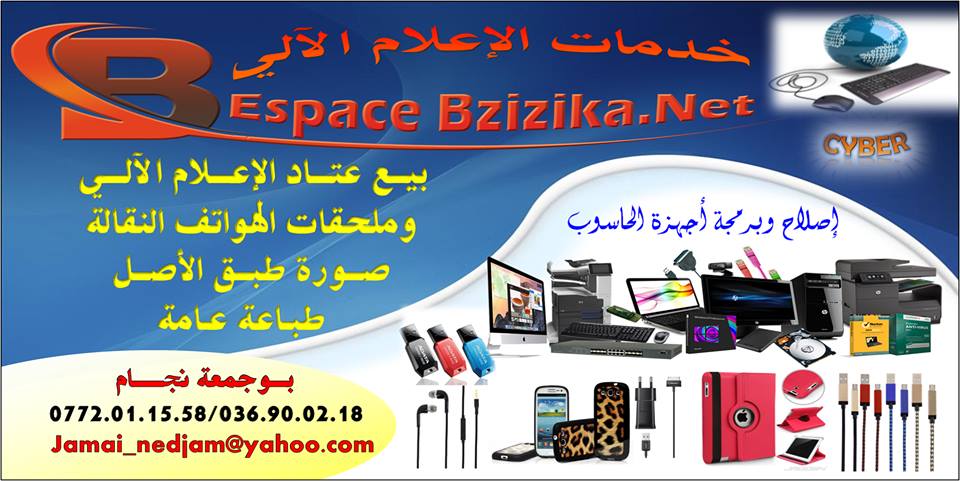 خدمات الإعلام الآلي
Espace Bzizika.Net
CYBER
بيع عتاد الإعلام الآلي
وملحقات الهواتف النقالة
صورة طبق الأصل
طباعة عامة
إصلاح وبرمجة أجهزة الحاسوب
بوجمعة نجام
0772.01.15.58/036.90.02.18
Jamai_nedjam@yahoo.com